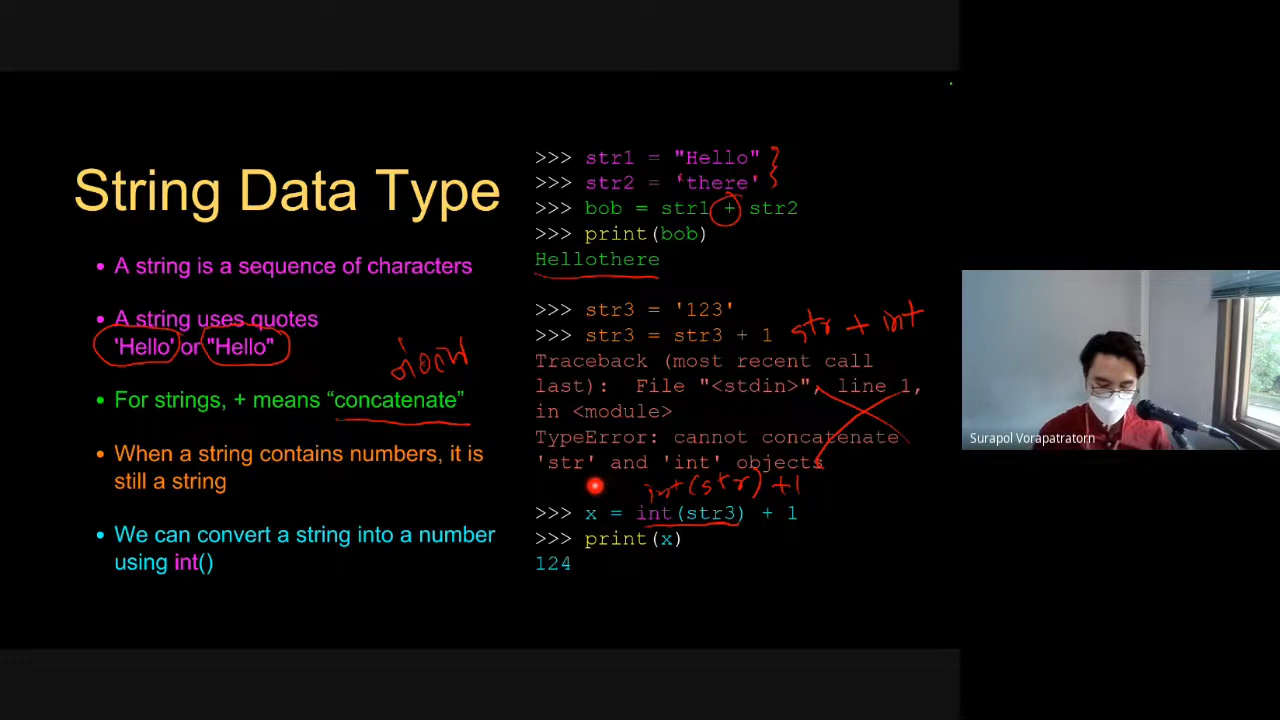 String Data Type
• A string is a sequence of characters
• A string uses quotes
'Hello' or "Hello"
• For strings, + means “concatenate”
• When a string contains numbers, it is
still a string
• We can convert a string into a number
using int()
>>> str1 = "Hello"
>>> str2 = 'there'
>>> bob = str1 + str2
>>> print(bob)
Hellothere
>>> str3 = '123'
>>> str3 = str3 + 1
str + int
Traceback (most recent call
last): File "<stdin>", line 1,
in <module>
TypeError: cannot concatenate
'str' and 'int' objects
int(str) +1
>>> x = int(str3) + 1
>>> print(x)
124
Surapol Vorapatratorn